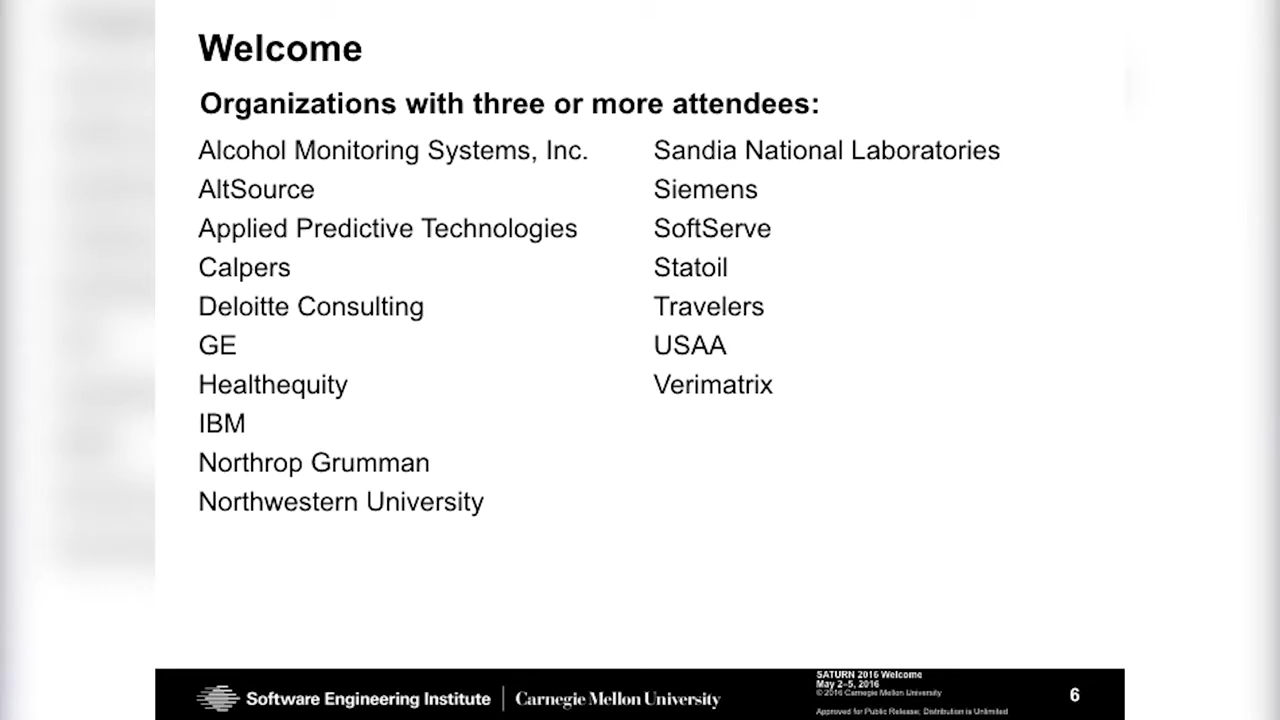 Welcome
Organizations with three or more attendees:
Alcohol Monitoring Systems, Inc.
AltSource
Applied Predictive Technologies
Calpers
Deloitte Consulting
GE
Healthequity
IBM
Northrop Grumman
Northwestern University
Sandia National Laboratories
Siemens
SoftServe
Statoil
Travelers
USAA
Verimatrix
Software Engineering Institute | Carnegie Mellon University
SATURN 2016 Welcome
May 2–5, 2016
© 2016 Carnegie Mellon University
Approved for Public Release; Distribution is Unlimited
6